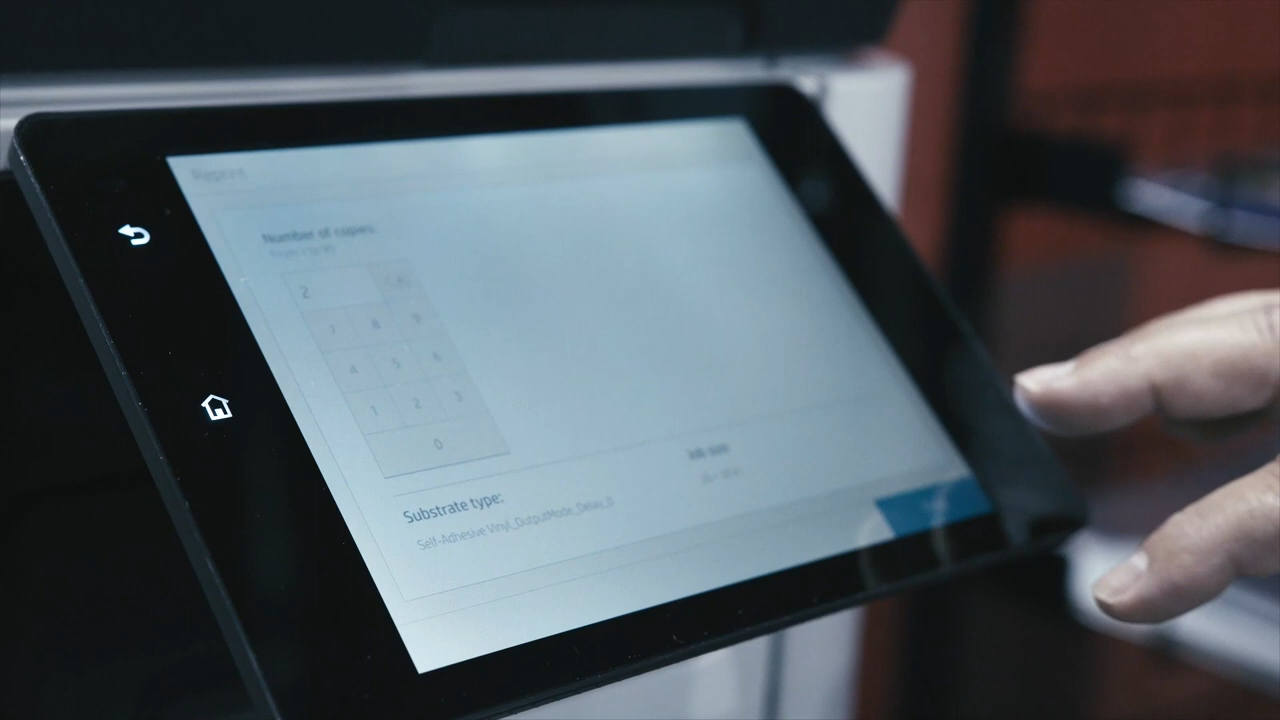 Reprint
Number of copies:
2
7 8 9
4 5 6
1 2 3
0
Substrate type:
Self-Adhesive Vinyl_OutputMode_Delay_0
Job size: